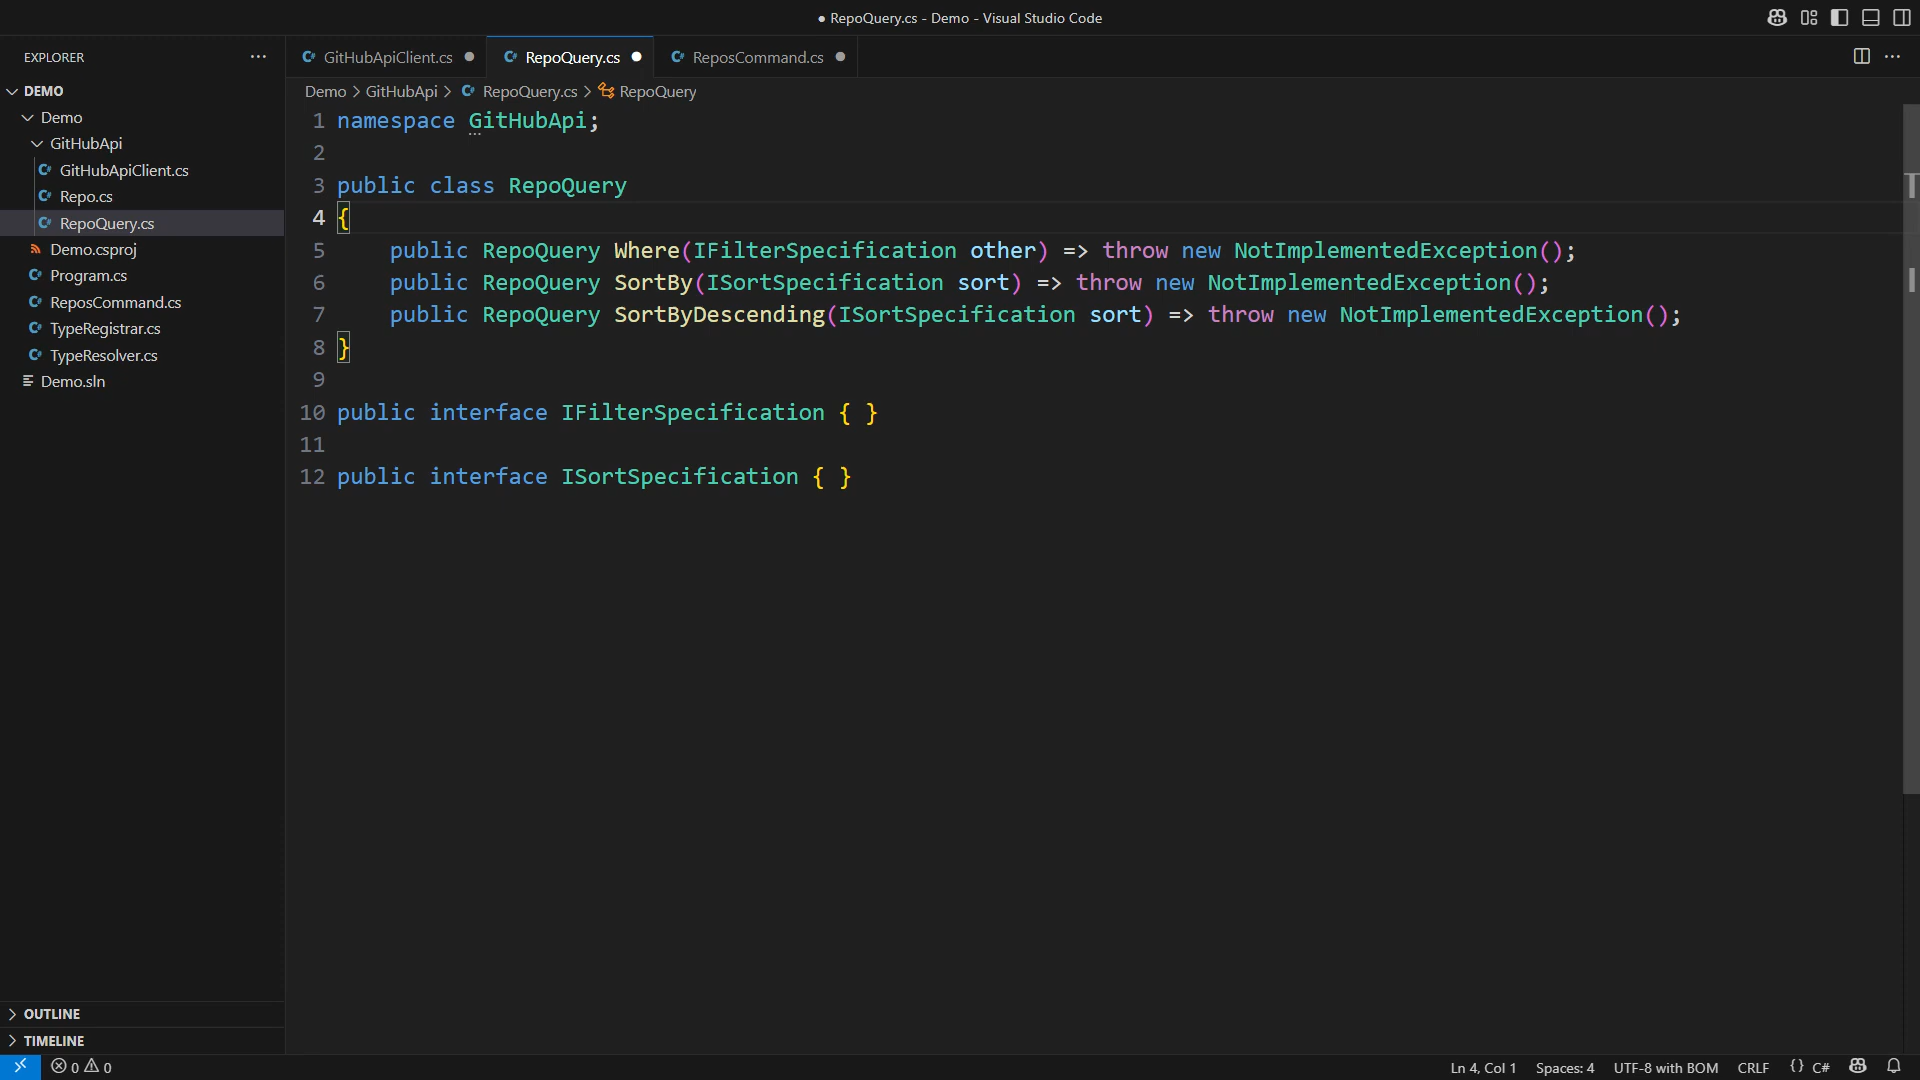 ● RepoQuery.cs - Demo - Visual Studio Code
EXPLORER
DEMO
Demo
GitHubApi
GitHubApiClient.cs
Repo.cs
RepoQuery.cs
Demo.csproj
Program.cs
ReposCommand.cs
TypeRegistrar.cs
TypeResolver.cs
Demo.sln
OUTLINE
TIMELINE
GitHubApiClient.cs ● RepoQuery.cs ● ReposCommand.cs ●
Demo > GitHubApi > RepoQuery.cs > RepoQuery
1 namespace GitHubApi;
2
3 public class RepoQuery
4 {
5     public RepoQuery Where(IFilterSpecification other) => throw new NotImplementedException();
6     public RepoQuery SortBy(ISortSpecification sort) => throw new NotImplementedException();
7     public RepoQuery SortByDescending(ISortSpecification sort) => throw new NotImplementedException();
8 }
9
10 public interface IFilterSpecification { }
11
12 public interface ISortSpecification { }
0 0 Ln 4, Col 1 Spaces: 4 UTF-8 with BOM CRLF {} C#